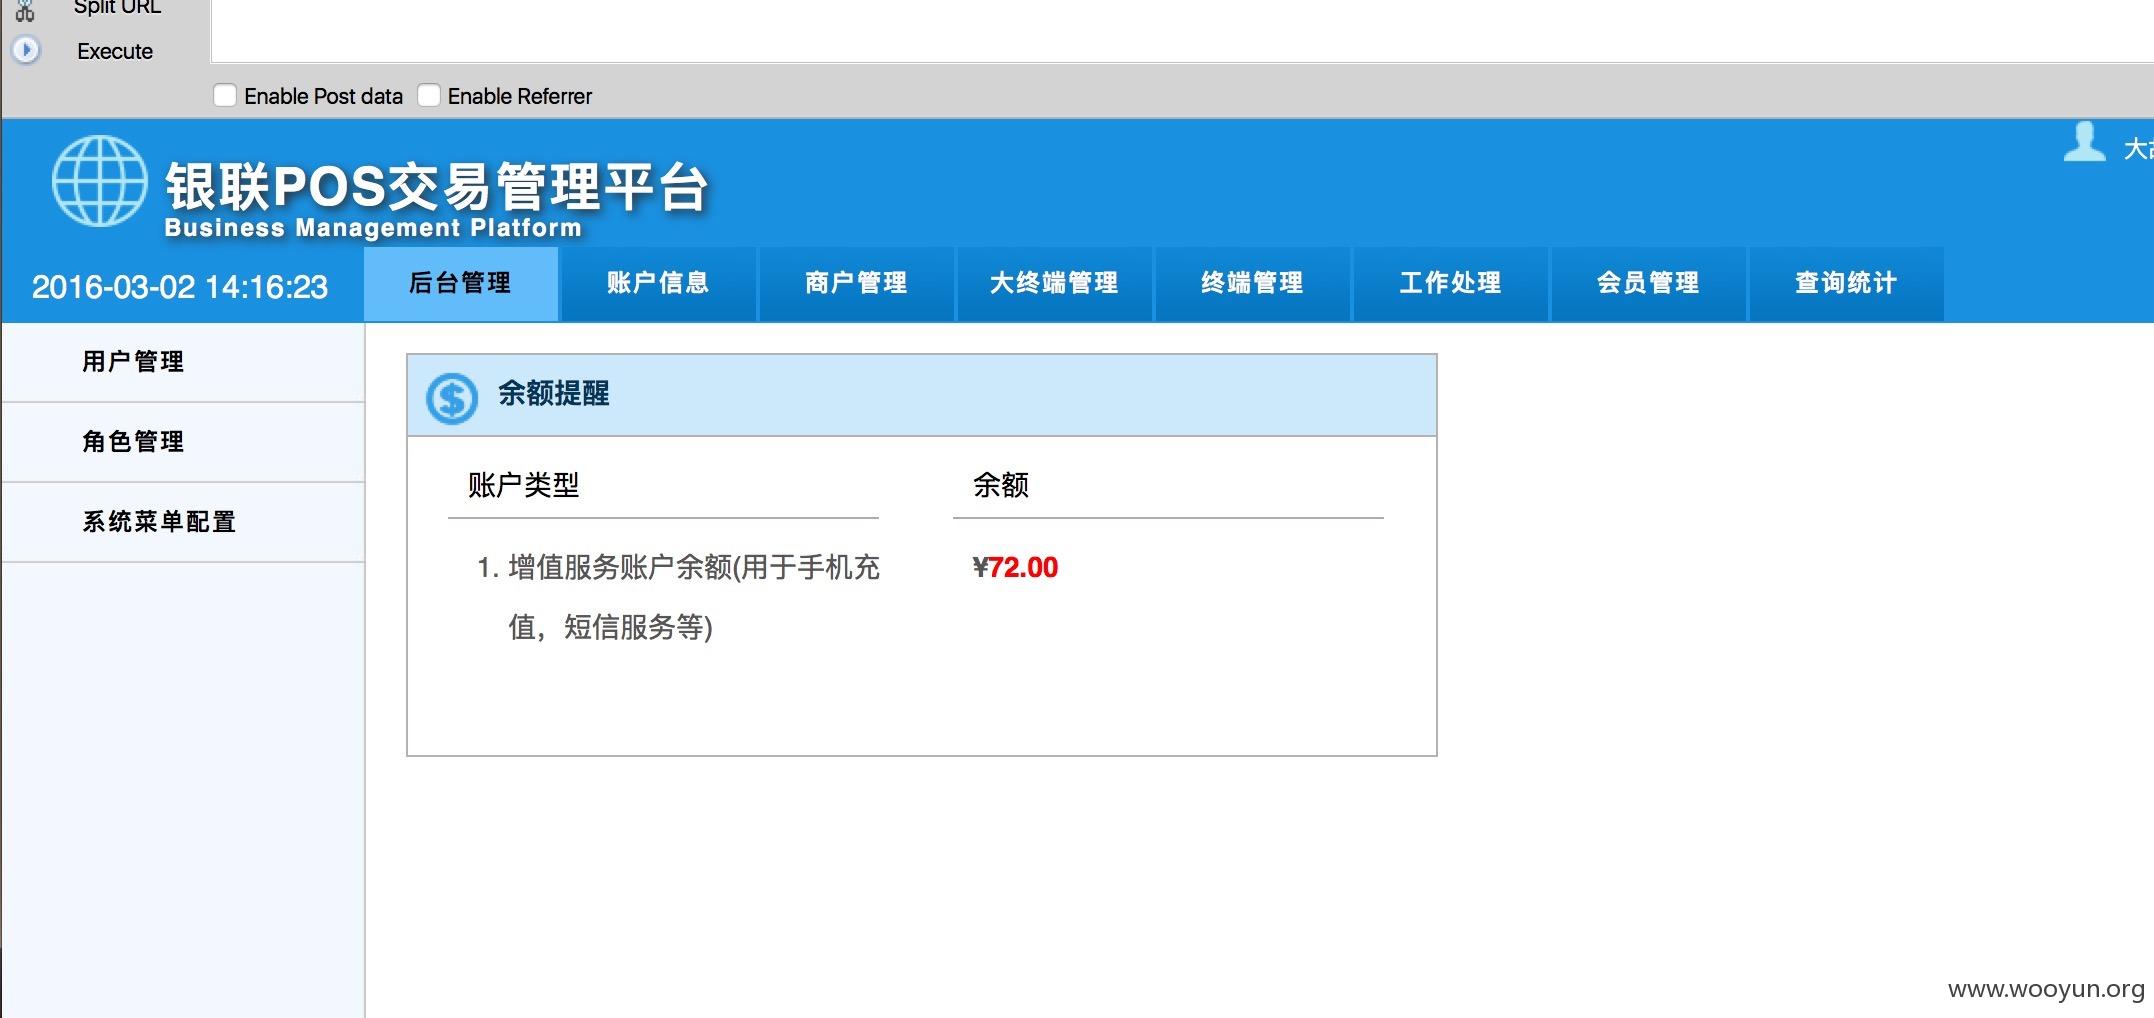 Split URL
Execute
Enable Post data Enable Referrer
银联POS交易管理平台
Business Management Platform
2016-03-02 14:16:23
后台管理 账户信息 商户管理 大终端管理 终端管理 工作处理 会员管理 查询统计
用户管理
角色管理
系统菜单配置
余额提醒
账户类型 余额
1. 增值服务账户余额(用于手机充 ¥72.00
值，短信服务等)
www.wooyun.org